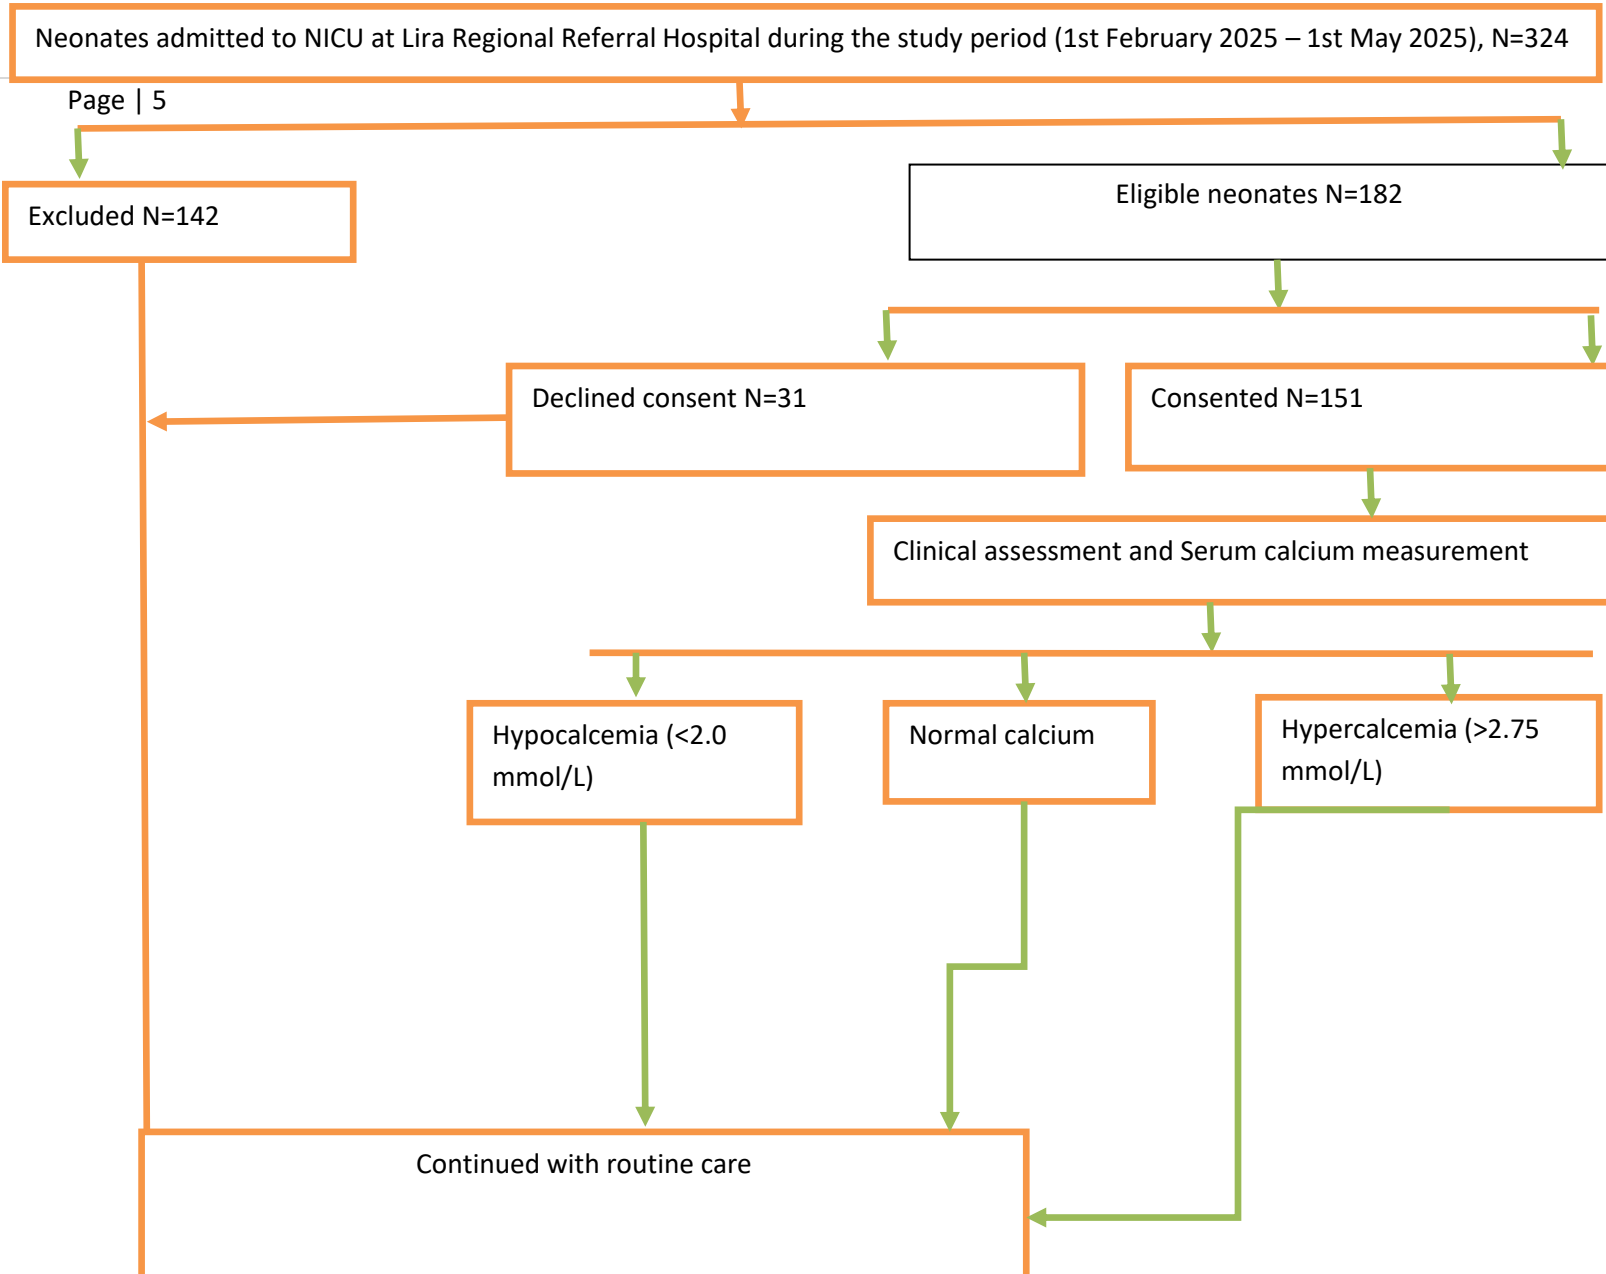 Neonates admitted to NICU at Lira Regional Referral Hospital during the study period (1st February 2025 – 1st May 2025), N=324
Page | 5
Excluded N=142
Eligible neonates N=182
Declined consent N=31
Consented N=151
Clinical assessment and Serum calcium measurement
Hypocalcemia (<2.0
mmol/L)
Normal calcium
Hypercalcemia (>2.75
mmol/L)
Continued with routine care